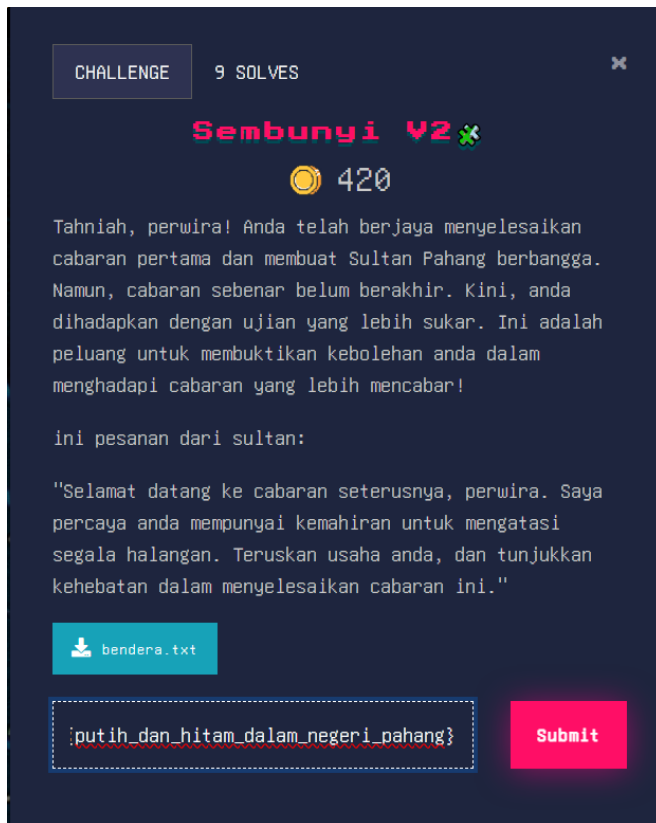 CHALLENGE
9 SOLVES
×
Sembunyi V2
420
Tahniah, perwira! Anda telah berjaya menyelesaikan
cabaran pertama dan membuat Sultan Pahang berbangga.
Namun, cabaran sebenar belum berakhir. Kini, anda
dihadapkan dengan ujian yang lebih sukar. Ini adalah
peluang untuk membuktikan kebolehan anda dalam
menghadapi cabaran yang lebih mencabar!
ini pesanan dari sultan:
"Selamat datang ke cabaran seterusnya, perwira. Saya
percaya anda mempunyai kemahiran untuk mengatasi
segala halangan. Teruskan usaha anda, dan tunjukkan
kehebatan dalam menyelesaikan cabaran ini."
bendera.txt
putih_dan_hitam_dalam_negeri_pahang}
Submit